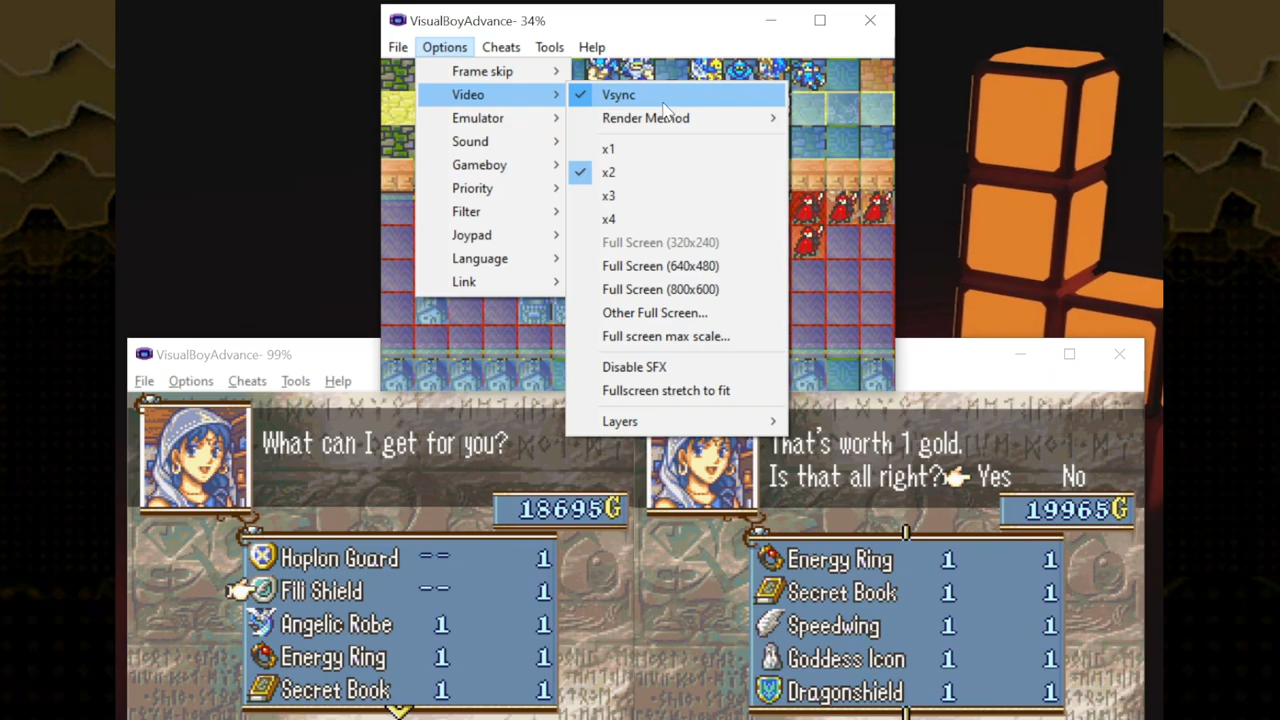 VisualBoyAdvance- 34%
File Options Cheats Tools Help
Frame skip
Video
Emulator
Sound
Gameboy
Priority
Filter
Joypad
Language
Link
Vsync
Render Method
x1
x2
x3
x4
Full Screen (320x240)
Full Screen (640x480)
Full Screen (800x600)
Other Full Screen...
Full screen max scale...
Disable SFX
Fullscreen stretch to fit
Layers
VisualBoyAdvance- 99%
File Options Cheats Tools Help
What can I get for you?
18695G
Hoplon Guard -- 1
Fili Shield -- 1
Angelic Robe 1 1
Energy Ring 1 1
Secret Book 1 1
That's worth 1 gold.
Is that all right? Yes No
19965G
Energy Ring 1 1
Secret Book 1 1
Speedwing 1 1
Goddess Icon 1 1
Dragonshield 1 1